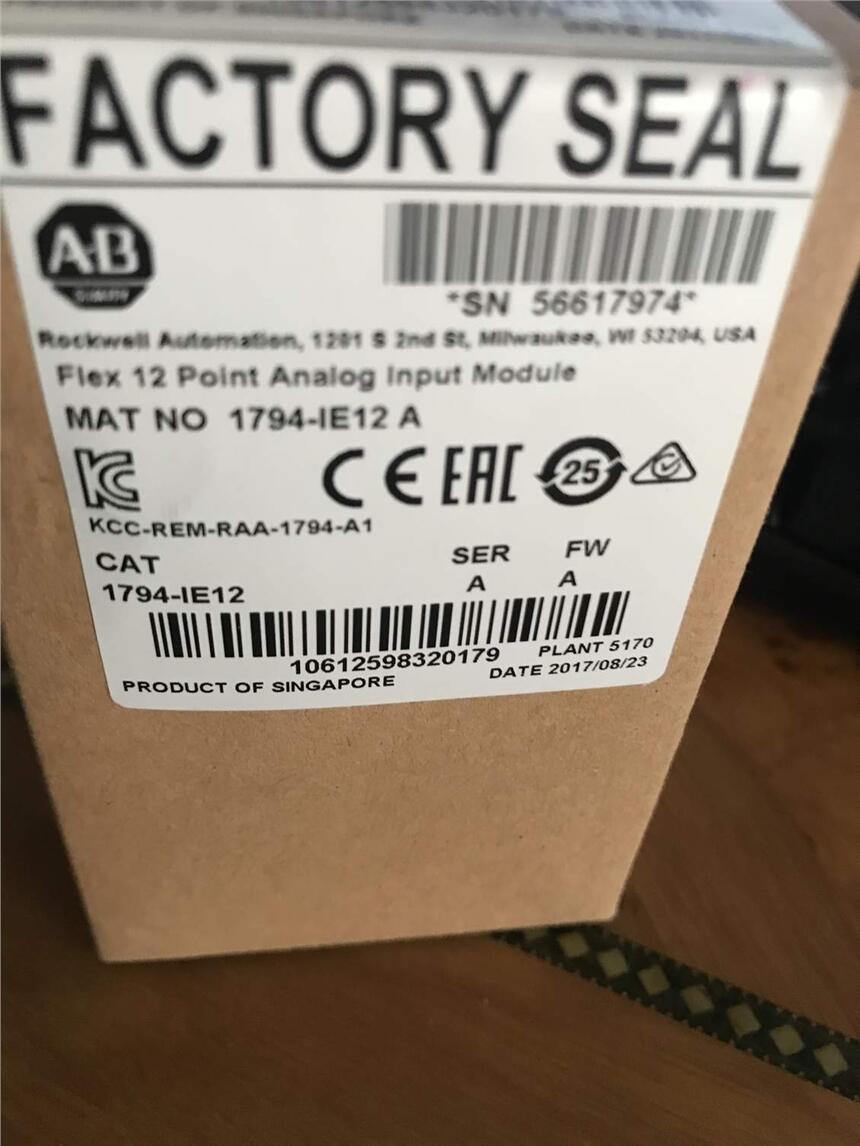 FACTORY SEAL
A·B
*SN 56617974*
Rockwell Automation, 1201 S 2nd St, Milwaukee, WI 53204, USA
Flex 12 Point Analog Input Module
MAT NO 1794-IE12 A
KC CE EAC 25
KCC-REM-RAA-1794-A1
CAT SER FW
1794-IE12 A A
10612598320179 PLANT 5170
PRODUCT OF SINGAPORE DATE 2017/08/23